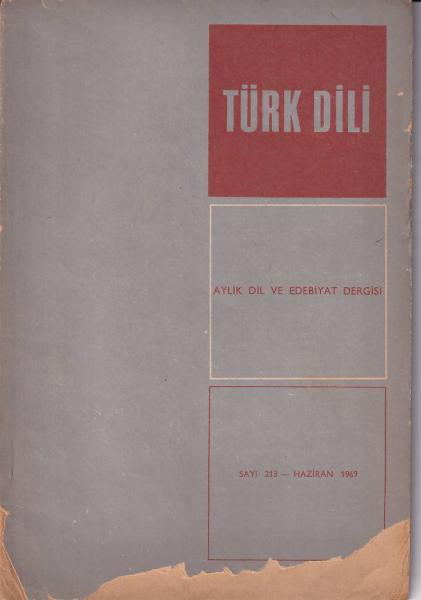 TÜRK DİLİ
AYLIK DİL VE EDEBİYAT DERGİSİ
SAYI 213 — HAZİRAN 1969